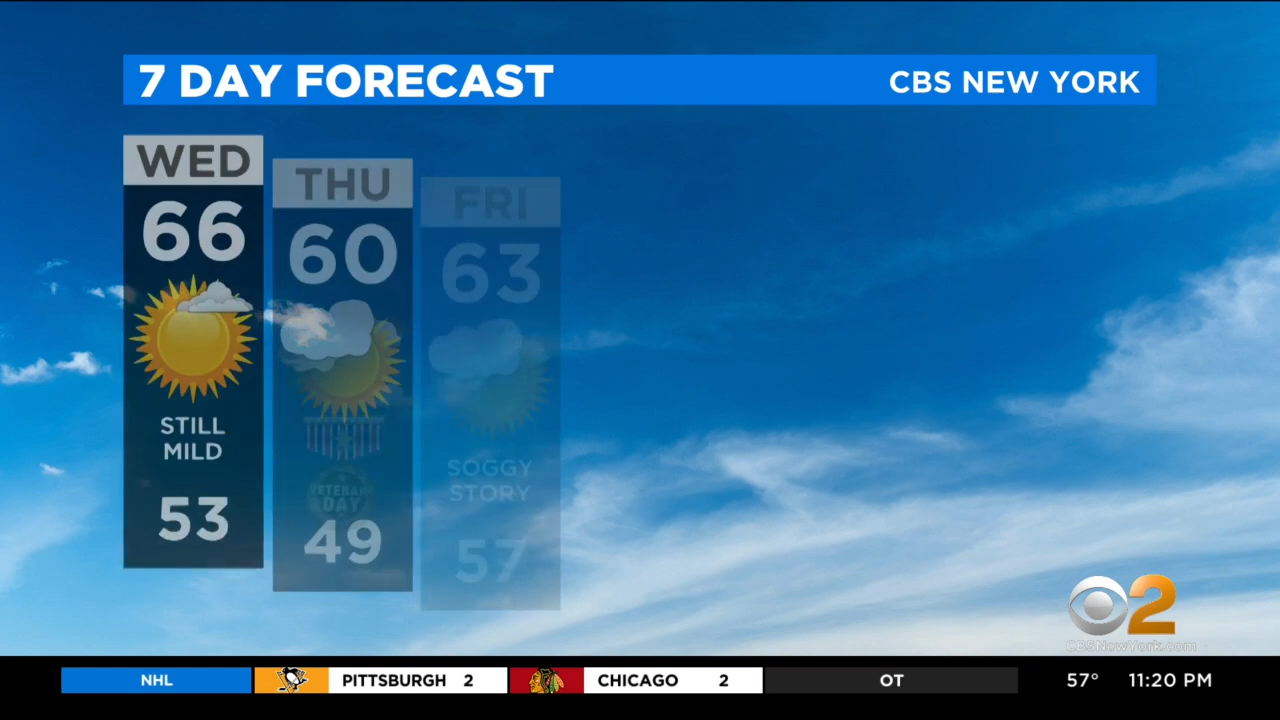 7 DAY FORECAST
CBS NEW YORK
WED
66
STILL
MILD
53
THU
60
VETERANS
DAY
49
FRI
63
SOGGY
STORY
57
2
CBSNewYork.com
NHL
PITTSBURGH 2
CHICAGO 2
OT
57° 11:20 PM